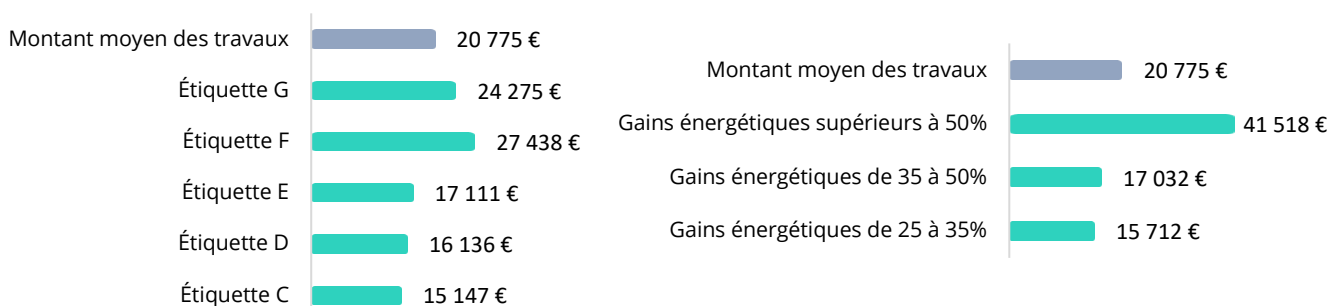 Montant moyen des travaux 20 775 €
Étiquette G 24 275 €
Étiquette F 27 438 €
Étiquette E 17 111 €
Étiquette D 16 136 €
Étiquette C 15 147 €
Montant moyen des travaux 20 775 €
Gains énergétiques supérieurs à 50% 41 518 €
Gains énergétiques de 35 à 50% 17 032 €
Gains énergétiques de 25 à 35% 15 712 €